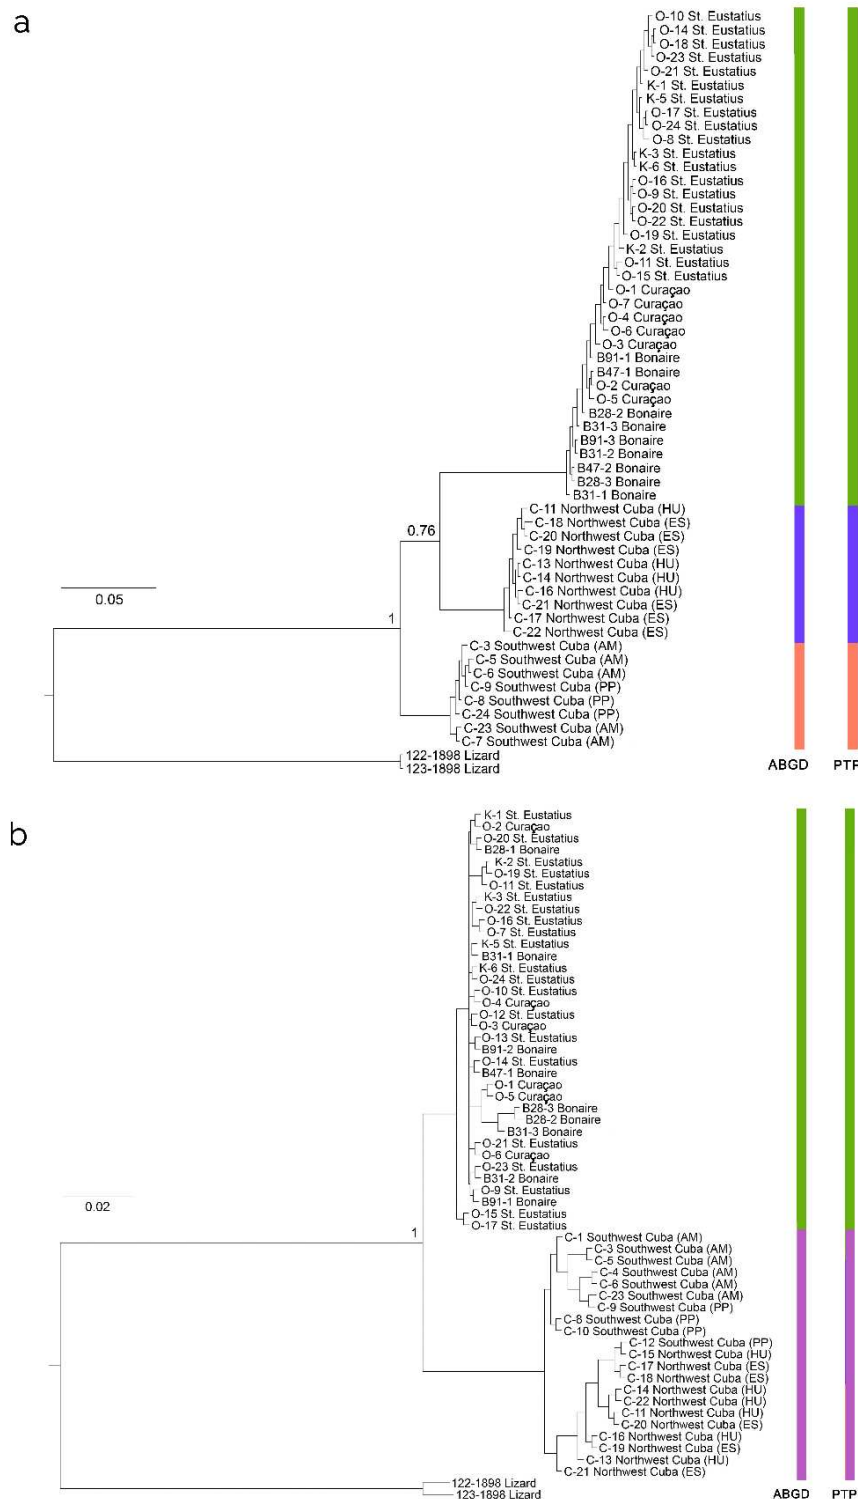 a
O-10 St. Eustatius
O-14 St. Eustatius
O-18 St. Eustatius
O-23 St. Eustatius
O-21 St. Eustatius
K-1 St. Eustatius
K-5 St. Eustatius
O-17 St. Eustatius
O-24 St. Eustatius
O-8 St. Eustatius
K-3 St. Eustatius
K-6 St. Eustatius
O-16 St. Eustatius
O-9 St. Eustatius
O-20 St. Eustatius
O-22 St. Eustatius
O-19 St. Eustatius
K-2 St. Eustatius
O-11 St. Eustatius
O-15 St. Eustatius
O-1 Curaçao
O-7 Curaçao
O-4 Curaçao
O-6 Curaçao
O-3 Curaçao
B91-1 Bonaire
B47-1 Bonaire
O-2 Curaçao
O-5 Curaçao
B28-2 Bonaire
B31-3 Bonaire
B91-3 Bonaire
B31-2 Bonaire
B47-2 Bonaire
B28-3 Bonaire
B31-1 Bonaire
C-11 Northwest Cuba (HU)
C-18 Northwest Cuba (ES)
0.76
C-20 Northwest Cuba (ES)
C-19 Northwest Cuba (ES)
C-13 Northwest Cuba (HU)
C-14 Northwest Cuba (HU)
C-16 Northwest Cuba (HU)
0.05
C-21 Northwest Cuba (ES)
C-17 Northwest Cuba (ES)
1
C-22 Northwest Cuba (ES)
C-3 Southwest Cuba (AM)
C-5 Southwest Cuba (AM)
C-6 Southwest Cuba (AM)
C-9 Southwest Cuba (PP)
C-8 Southwest Cuba (PP)
C-24 Southwest Cuba (PP)
C-23 Southwest Cuba (AM)
C-7 Southwest Cuba (AM)
122-1898 Lizard
123-1898 Lizard
ABGD PTP
b
K-1 St. Eustatius
O-2 Curaçao
O-20 St. Eustatius
B28-1 Bonaire
K-2 St. Eustatius
O-19 St. Eustatius
O-11 St. Eustatius
K-3 St. Eustatius
O-22 St. Eustatius
O-16 St. Eustatius
O-7 St. Eustatius
K-5 St. Eustatius
B31-1 Bonaire
K-6 St. Eustatius
O-24 St. Eustatius
O-10 St. Eustatius
O-4 Curaçao
O-12 St. Eustatius
O-3 Curaçao
O-13 St. Eustatius
B91-2 Bonaire
O-14 St. Eustatius
B47-1 Bonaire
O-1 Curaçao
O-5 Curaçao
B28-3 Bonaire
B28-2 Bonaire
B31-3 Bonaire
O-21 St. Eustatius
O-6 Curaçao
O-23 St. Eustatius
B31-2 Bonaire
O-9 St. Eustatius
B91-1 Bonaire
0.02
O-15 St. Eustatius
O-17 St. Eustatius
1
C-1 Southwest Cuba (AM)
C-3 Southwest Cuba (AM)
C-5 Southwest Cuba (AM)
C-4 Southwest Cuba (AM)
C-6 Southwest Cuba (AM)
C-23 Southwest Cuba (AM)
C-9 Southwest Cuba (PP)
C-8 Southwest Cuba (PP)
C-10 Southwest Cuba (PP)
C-12 Southwest Cuba (PP)
C-15 Northwest Cuba (HU)
C-17 Northwest Cuba (ES)
C-18 Northwest Cuba (ES)
C-14 Northwest Cuba (HU)
C-22 Northwest Cuba (HU)
C-11 Northwest Cuba (HU)
C-20 Northwest Cuba (ES)
C-16 Northwest Cuba (HU)
C-19 Northwest Cuba (ES)
C-13 Northwest Cuba (HU)
C-21 Northwest Cuba (ES)
122-1898 Lizard
123-1898 Lizard
ABGD PTP